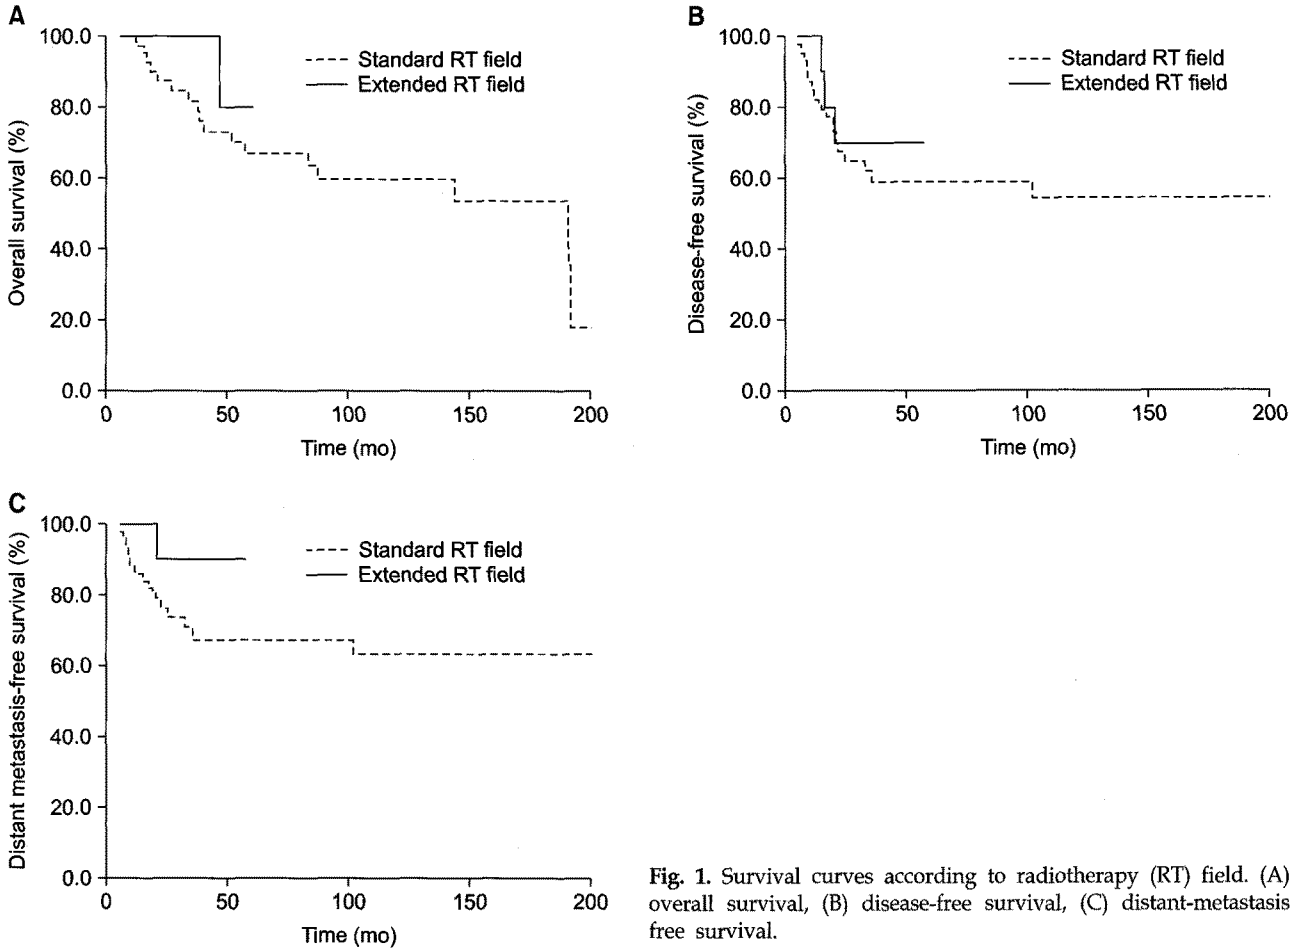 A
100.0
80.0
60.0
40.0
20.0
0.0
Overall survival (%)
0 50 100 150 200
Time (mo)
Standard RT field
Extended RT field
B
100.0
80.0
60.0
40.0
20.0
0.0
Disease-free survival (%)
0 50 100 150 200
Time (mo)
Standard RT field
Extended RT field
C
100.0
80.0
60.0
40.0
20.0
0.0
Distant metastasis-free survival (%)
0 50 100 150 200
Time (mo)
Standard RT field
Extended RT field
Fig. 1. Survival curves according to radiotherapy (RT) field. (A)
overall survival, (B) disease-free survival, (C) distant-metastasis
free survival.